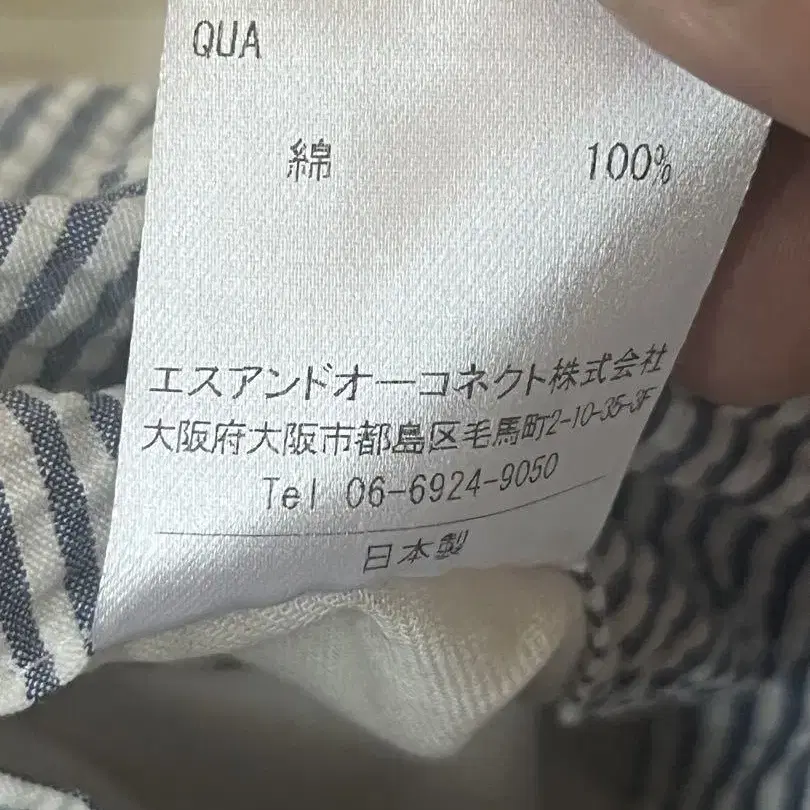 QUA
綿 100%
エスアンドオーコネクト株式会社
大阪府大阪市都島区毛馬町2-10-35-3F
Tel 06-6924-9050
日本製